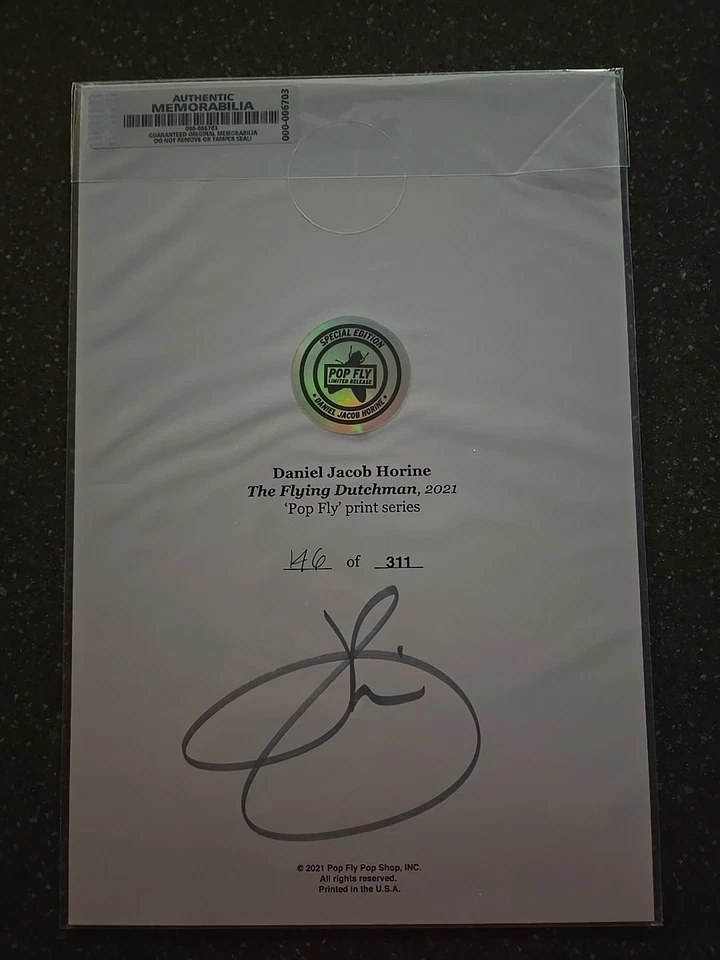 AUTHENTIC
MEMORABILIA
000-006703
GUARANTEED ORIGINAL MEMORABILIA
DO NOT REMOVE OR TAMPER SEAL!
000-006703
SPECIAL EDITION
POP FLY
LIMITED RELEASE
• DANIEL JACOB HORINE •
Daniel Jacob Horine
The Flying Dutchman, 2021
‘Pop Fly’ print series
146 of 311
© 2021 Pop Fly Pop Shop, INC.
All rights reserved.
Printed in the U.S.A.